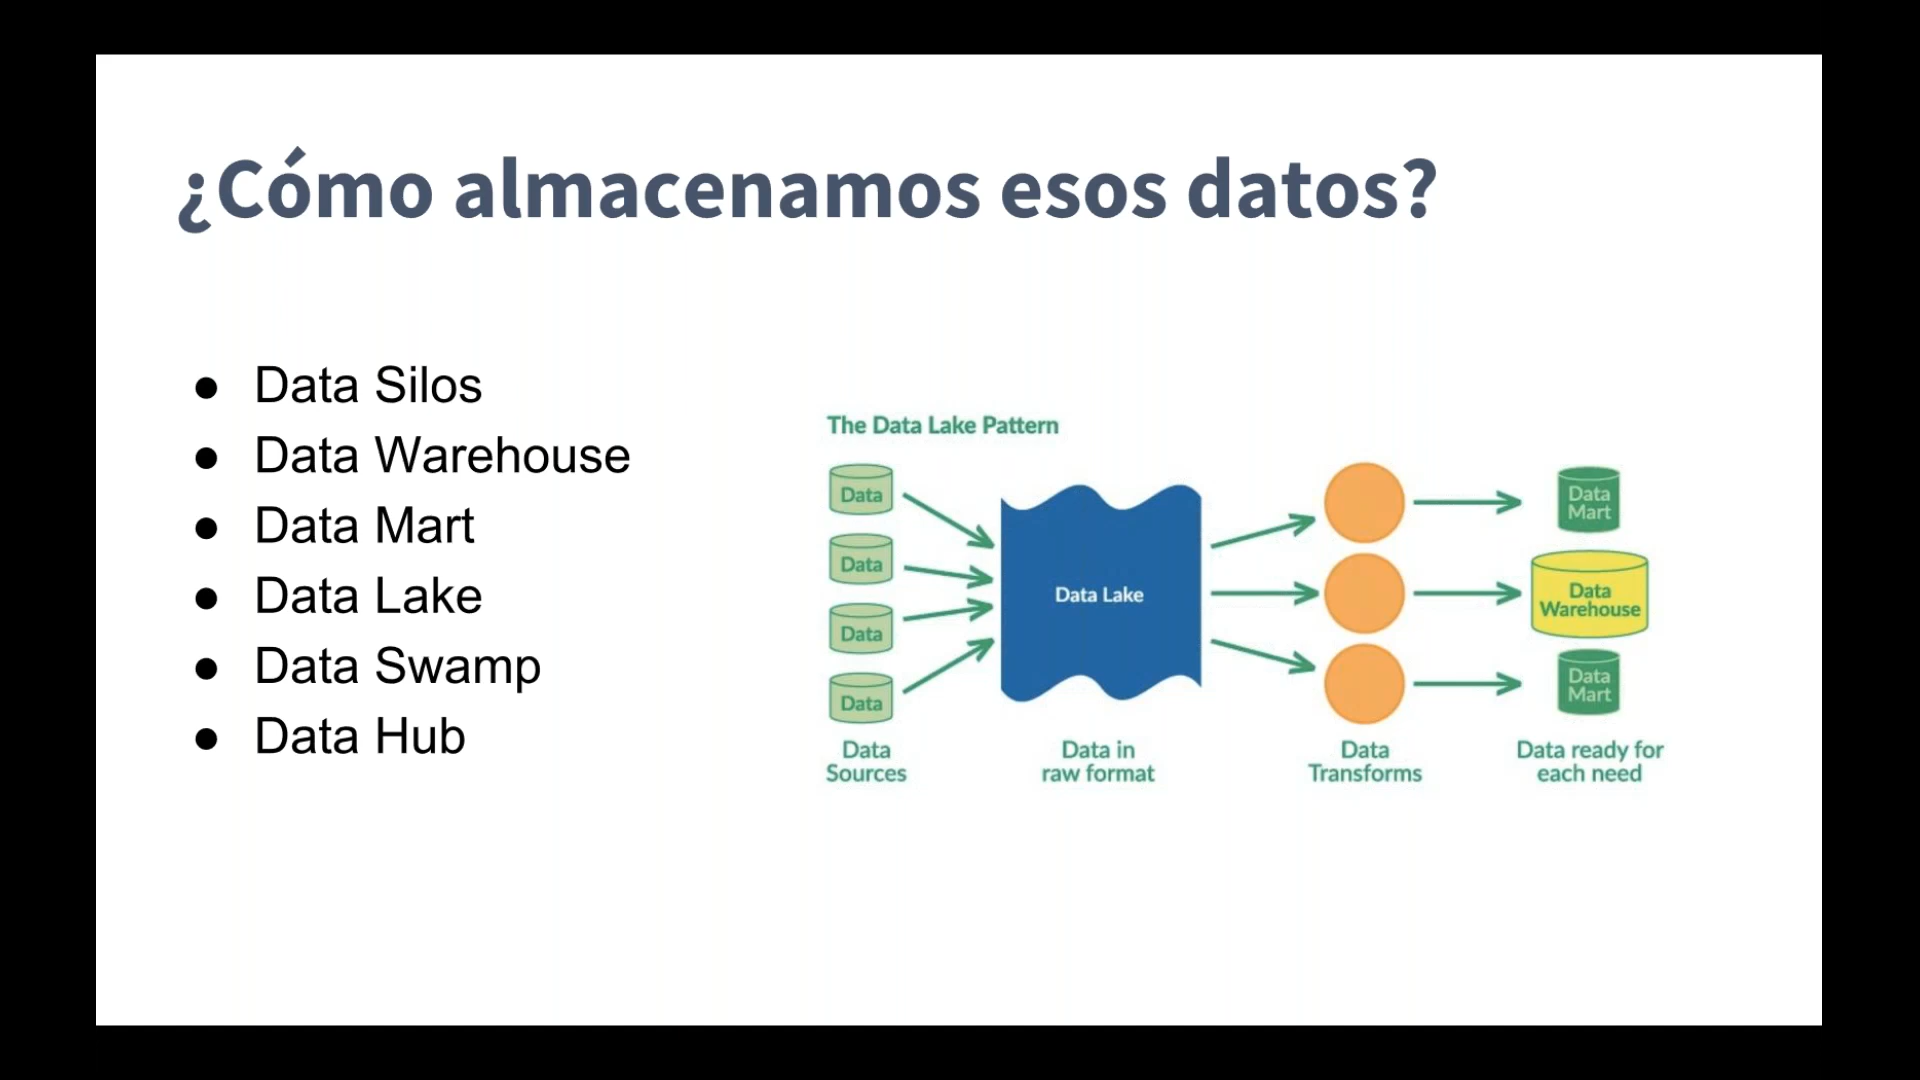 ¿Cómo almacenamos esos datos?
● Data Silos
● Data Warehouse
● Data Mart
● Data Lake
● Data Swamp
● Data Hub
The Data Lake Pattern
Data
Data
Data
Data
Data
Sources
Data Lake
Data in
raw format
Data
Transforms
Data
Mart
Data
Warehouse
Data
Mart
Data ready for
each need